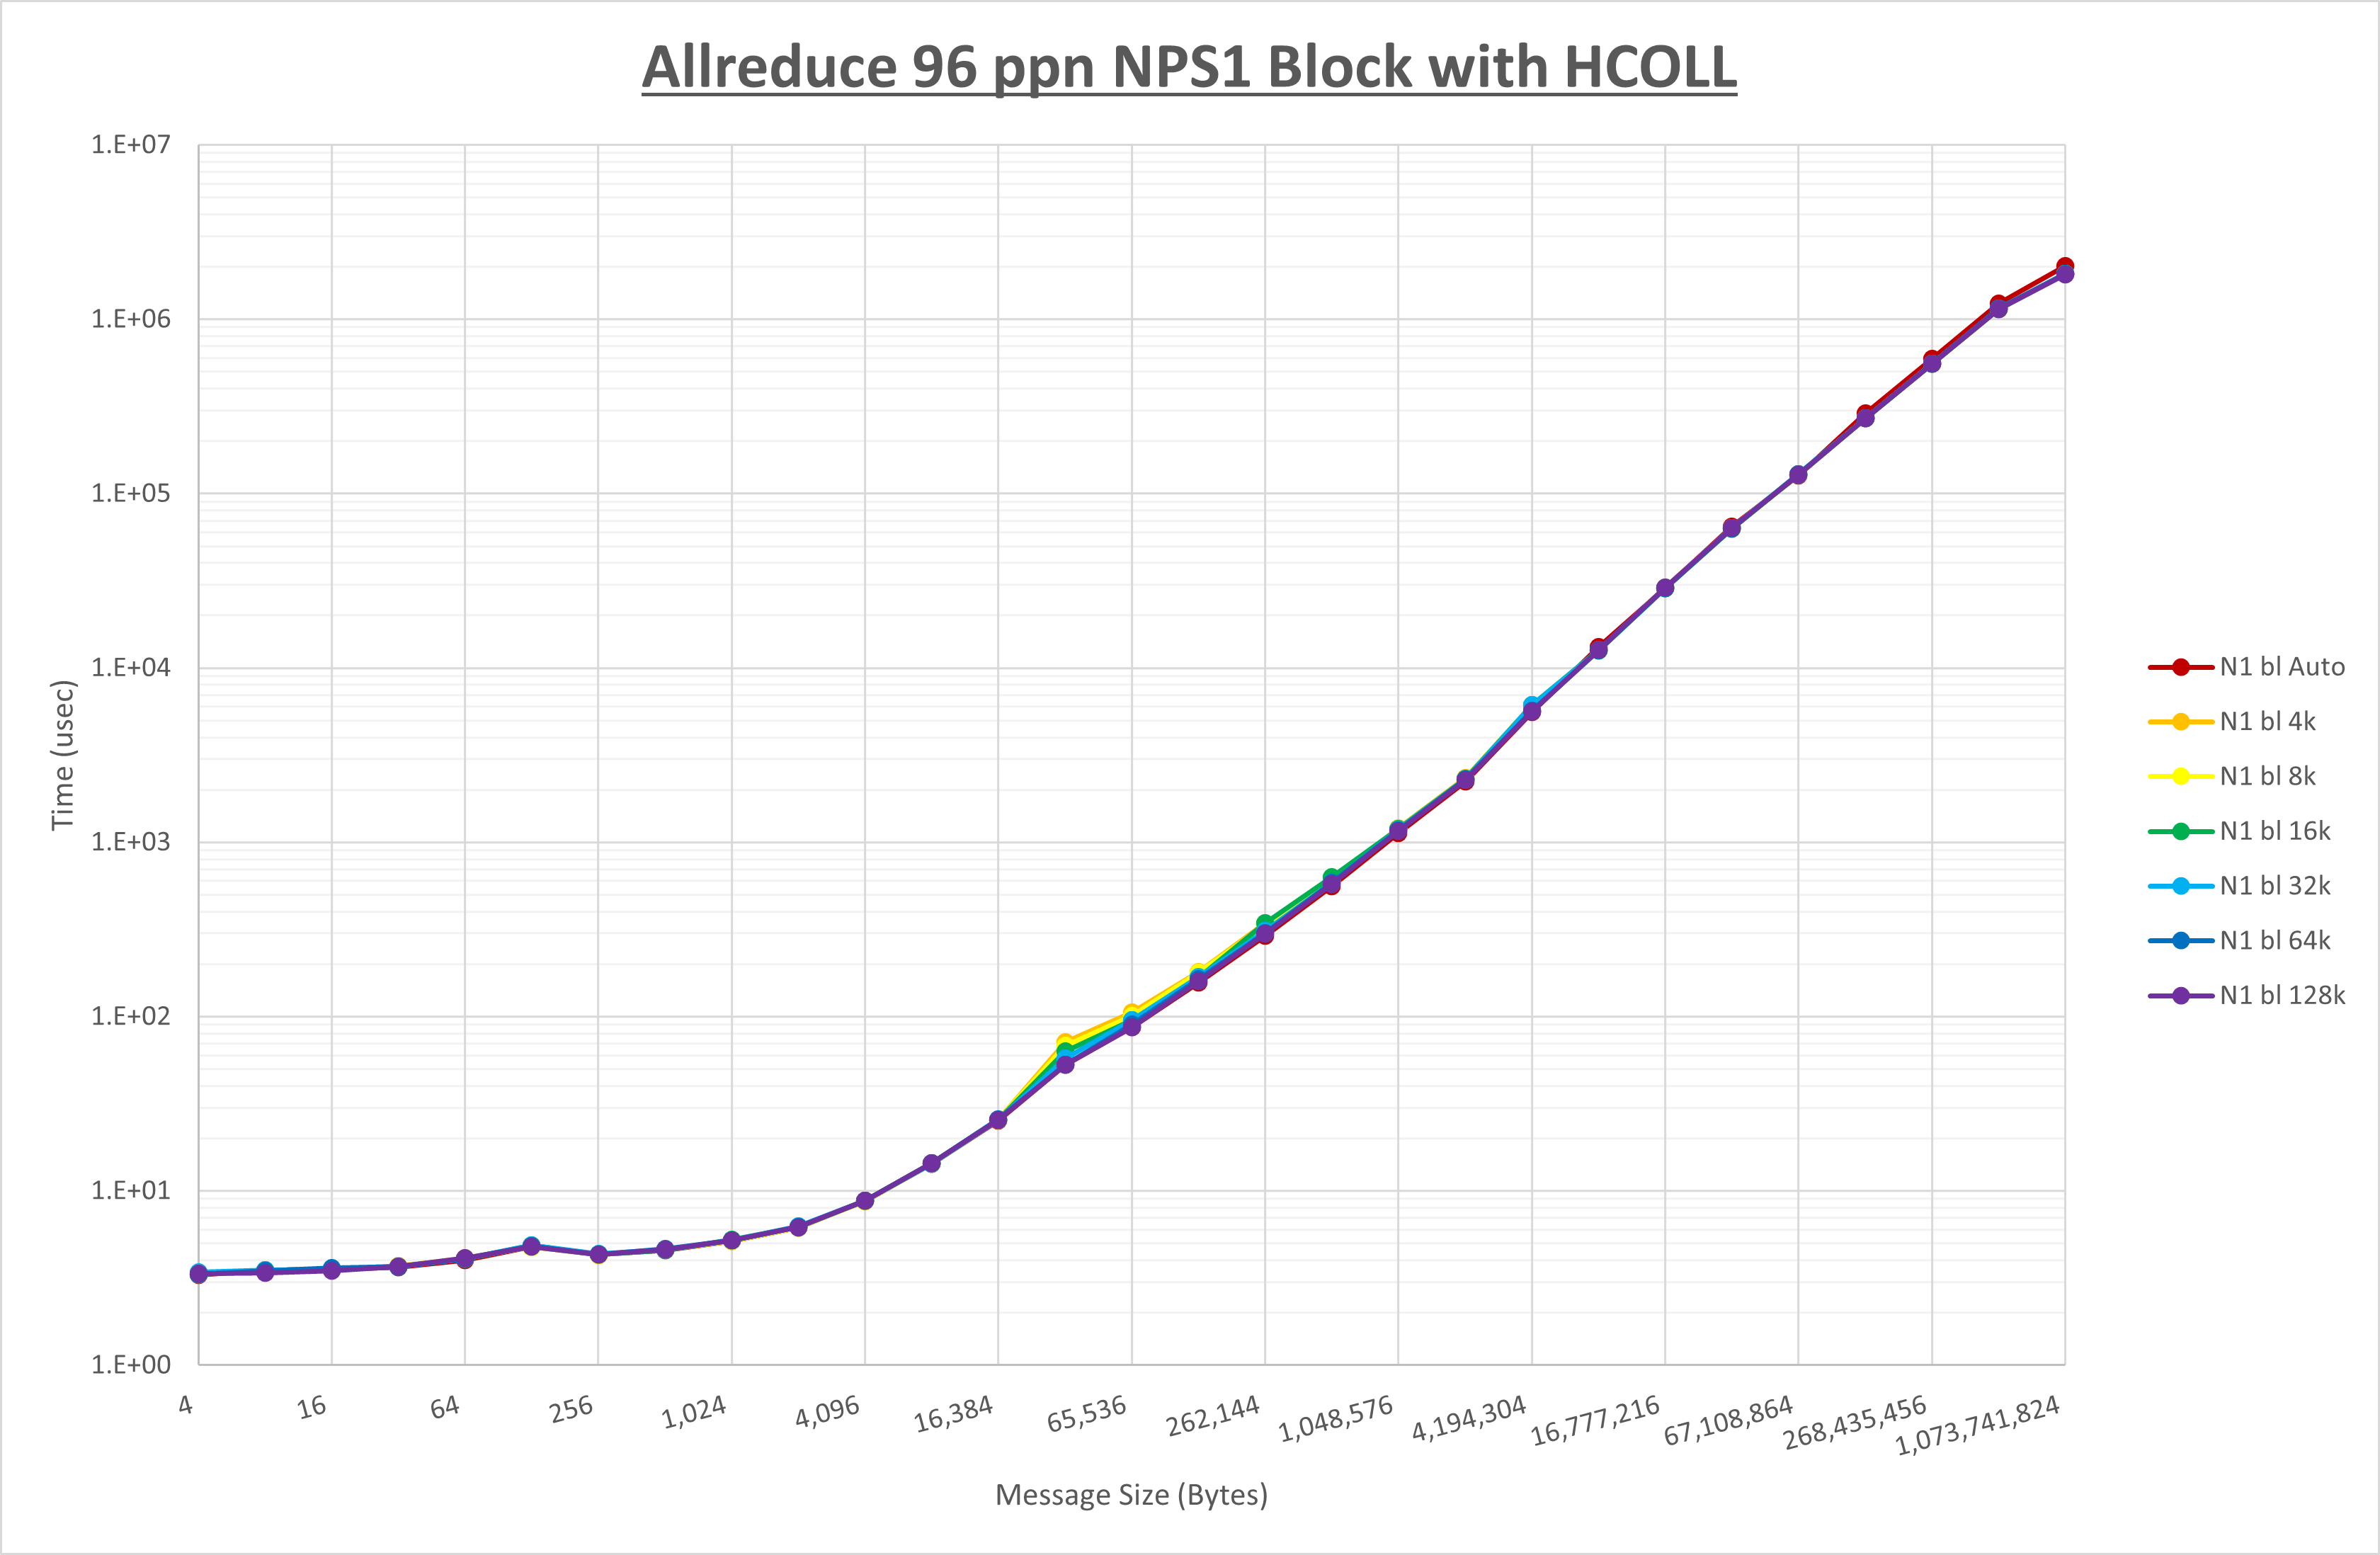 Allreduce 96 ppn NPS1 Block with HCOLL
1.E+07
1.E+06
1.E+05
1.E+04
1.E+03
1.E+02
1.E+01
1.E+00
Time (usec)
4
16
64
256
1,024
4,096
16,384
65,536
262,144
1,048,576
4,194,304
16,777,216
67,108,864
268,435,456
1,073,741,824
Message Size (Bytes)
N1 bl Auto
N1 bl 4k
N1 bl 8k
N1 bl 16k
N1 bl 32k
N1 bl 64k
N1 bl 128k